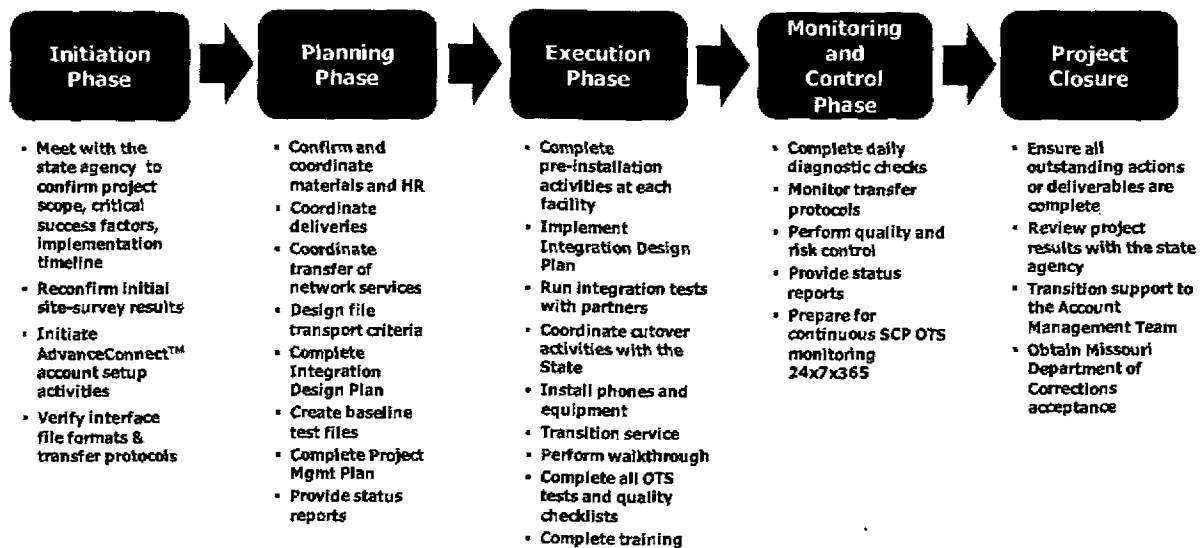 Initiation
Phase
Planning
Phase
Execution
Phase
Monitoring
and
Control
Phase
Project
Closure
▪ Meet with the
state agency to
confirm project
scope, critical
success factors,
implementation
timeline
▪ Reconfirm initial
site-survey results
▪ Initiate
AdvanceConnect™
account setup
activities
▪ Verify interface
file formats &
transfer protocols
▪ Confirm and
coordinate
materials and HR
▪ Coordinate
deliveries
▪ Coordinate
transfer of
network services
▪ Design file
transport criteria
▪ Complete
Integration
Design Plan
▪ Create baseline
test files
▪ Complete Project
Mgmt Plan
▪ Provide status
reports
▪ Complete
pre-installation
activities at each
facility
▪ Implement
Integration Design
Plan
▪ Run integration tests
with partners
▪ Coordinate cutover
activities with the
State
▪ Install phones and
equipment
▪ Transition service
▪ Perform walkthrough
▪ Complete all OTS
tests and quality
checklists
▪ Complete training
▪ Complete daily
diagnostic checks
▪ Monitor transfer
protocols
▪ Perform quality and
risk control
▪ Provide status
reports
▪ Prepare for
continuous SCP OTS
monitoring
24x7x365
▪ Ensure all
outstanding actions
or deliverables are
complete
▪ Review project
results with the state
agency
▪ Transition support to
the Account
Management Team
▪ Obtain Missouri
Department of
Corrections
acceptance